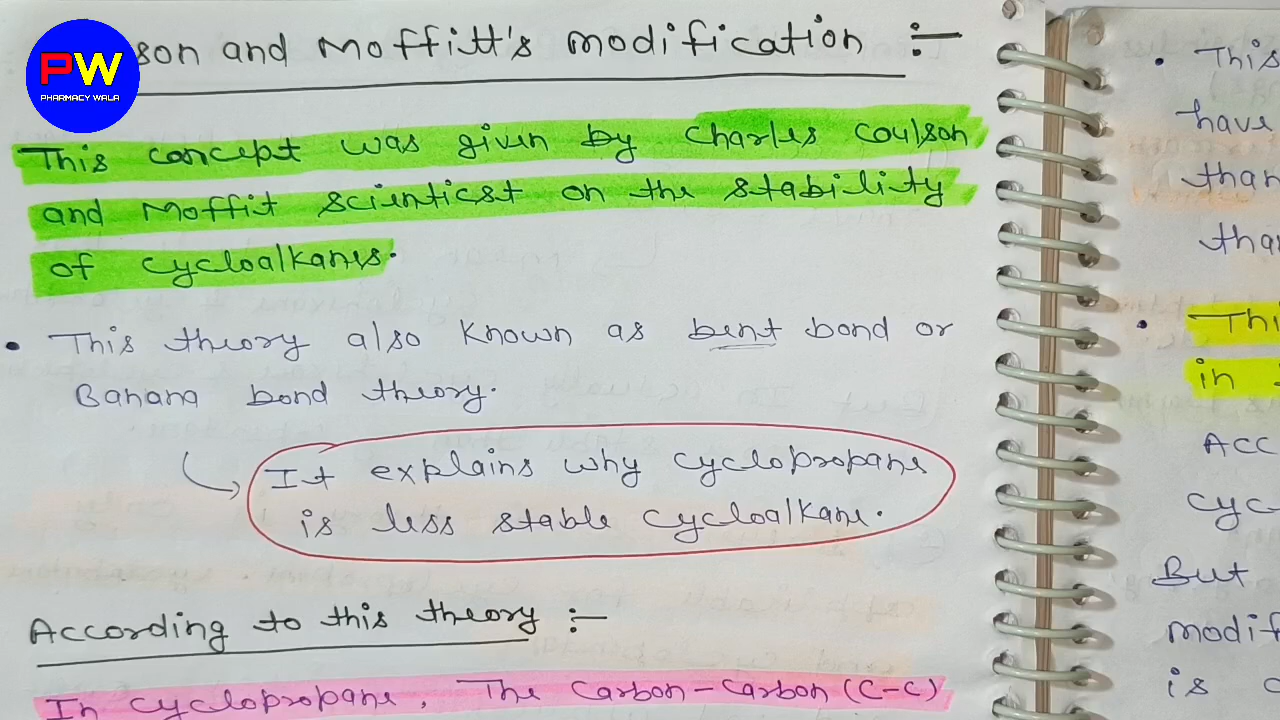 PW
PHARMACY WALA
son and Moffitt's modification :-
This concept was given by Charles Coulson
and Moffit scienticst on the stability
of cycloalkanes.
• This theory also known as bent bond or
Banana bond theory.
It explains why cyclopropane
is less stable cycloalkane.
According to this theory :-
In cyclopropane, The carbon-carbon (C-C)
• This
have
than
than
• Thi
in
Acc
cyc
But
modif
is